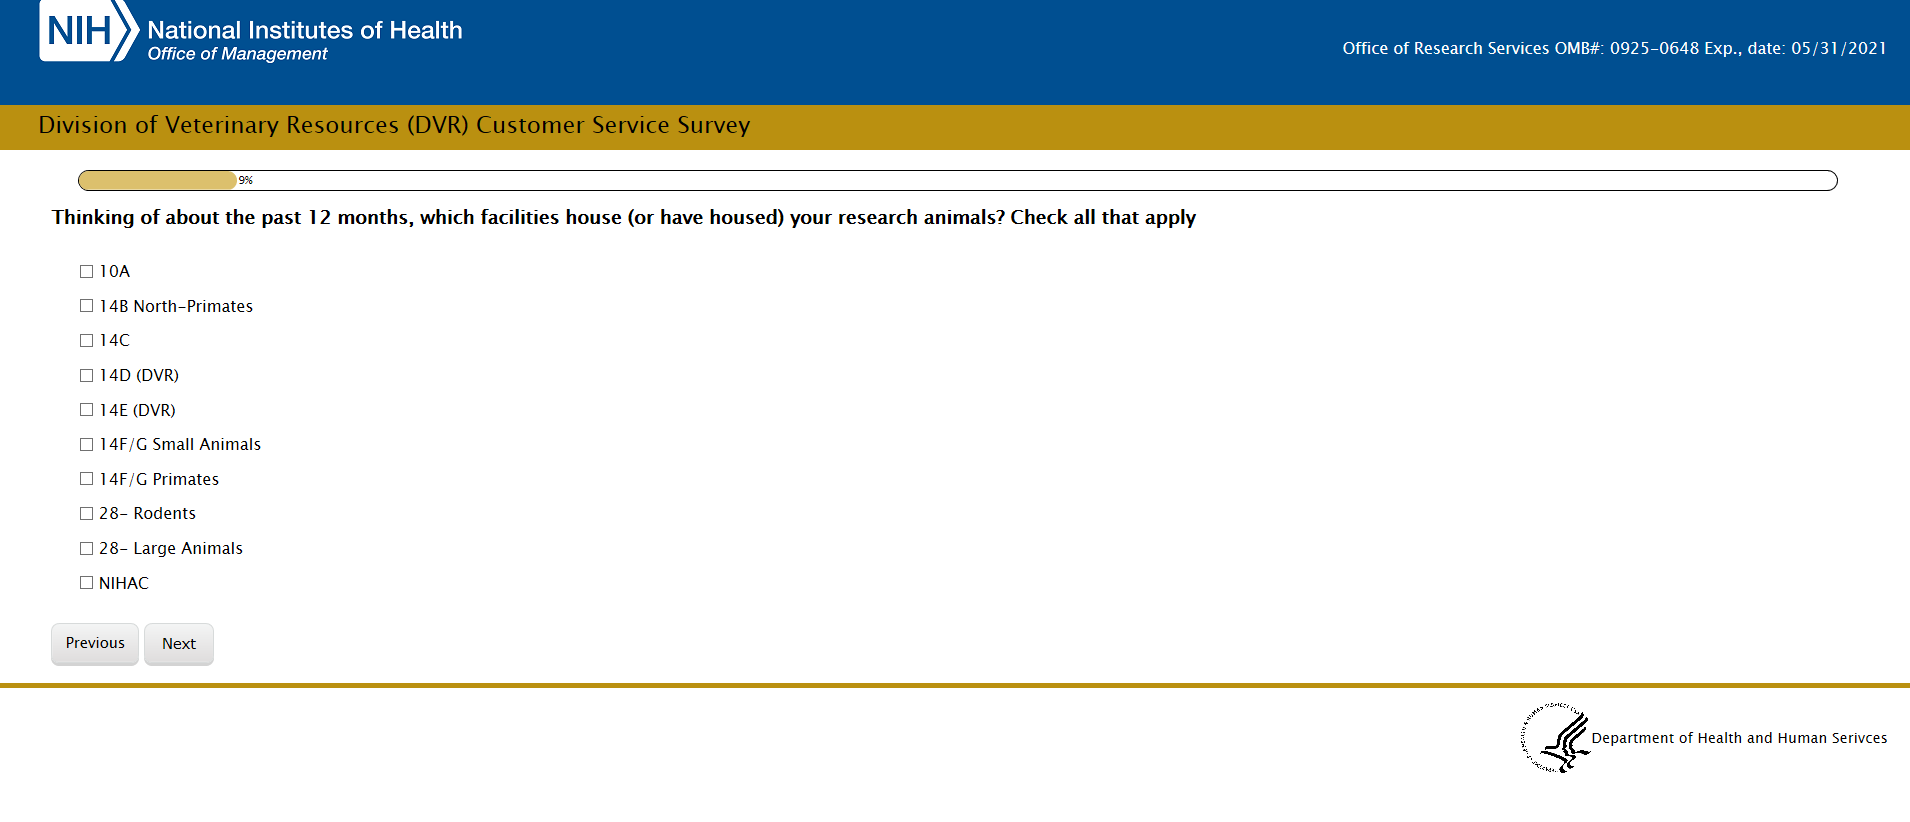 NIH
National Institutes of Health
Office of Management
Office of Research Services OMB#: 0925-0648 Exp., date: 05/31/2021
Division of Veterinary Resources (DVR) Customer Service Survey
9%
Thinking of about the past 12 months, which facilities house (or have housed) your research animals? Check all that apply
10A
14B North-Primates
14C
14D (DVR)
14E (DVR)
14F/G Small Animals
14F/G Primates
28- Rodents
28- Large Animals
NIHAC
Previous
Next
Department of Health and Human Serivces